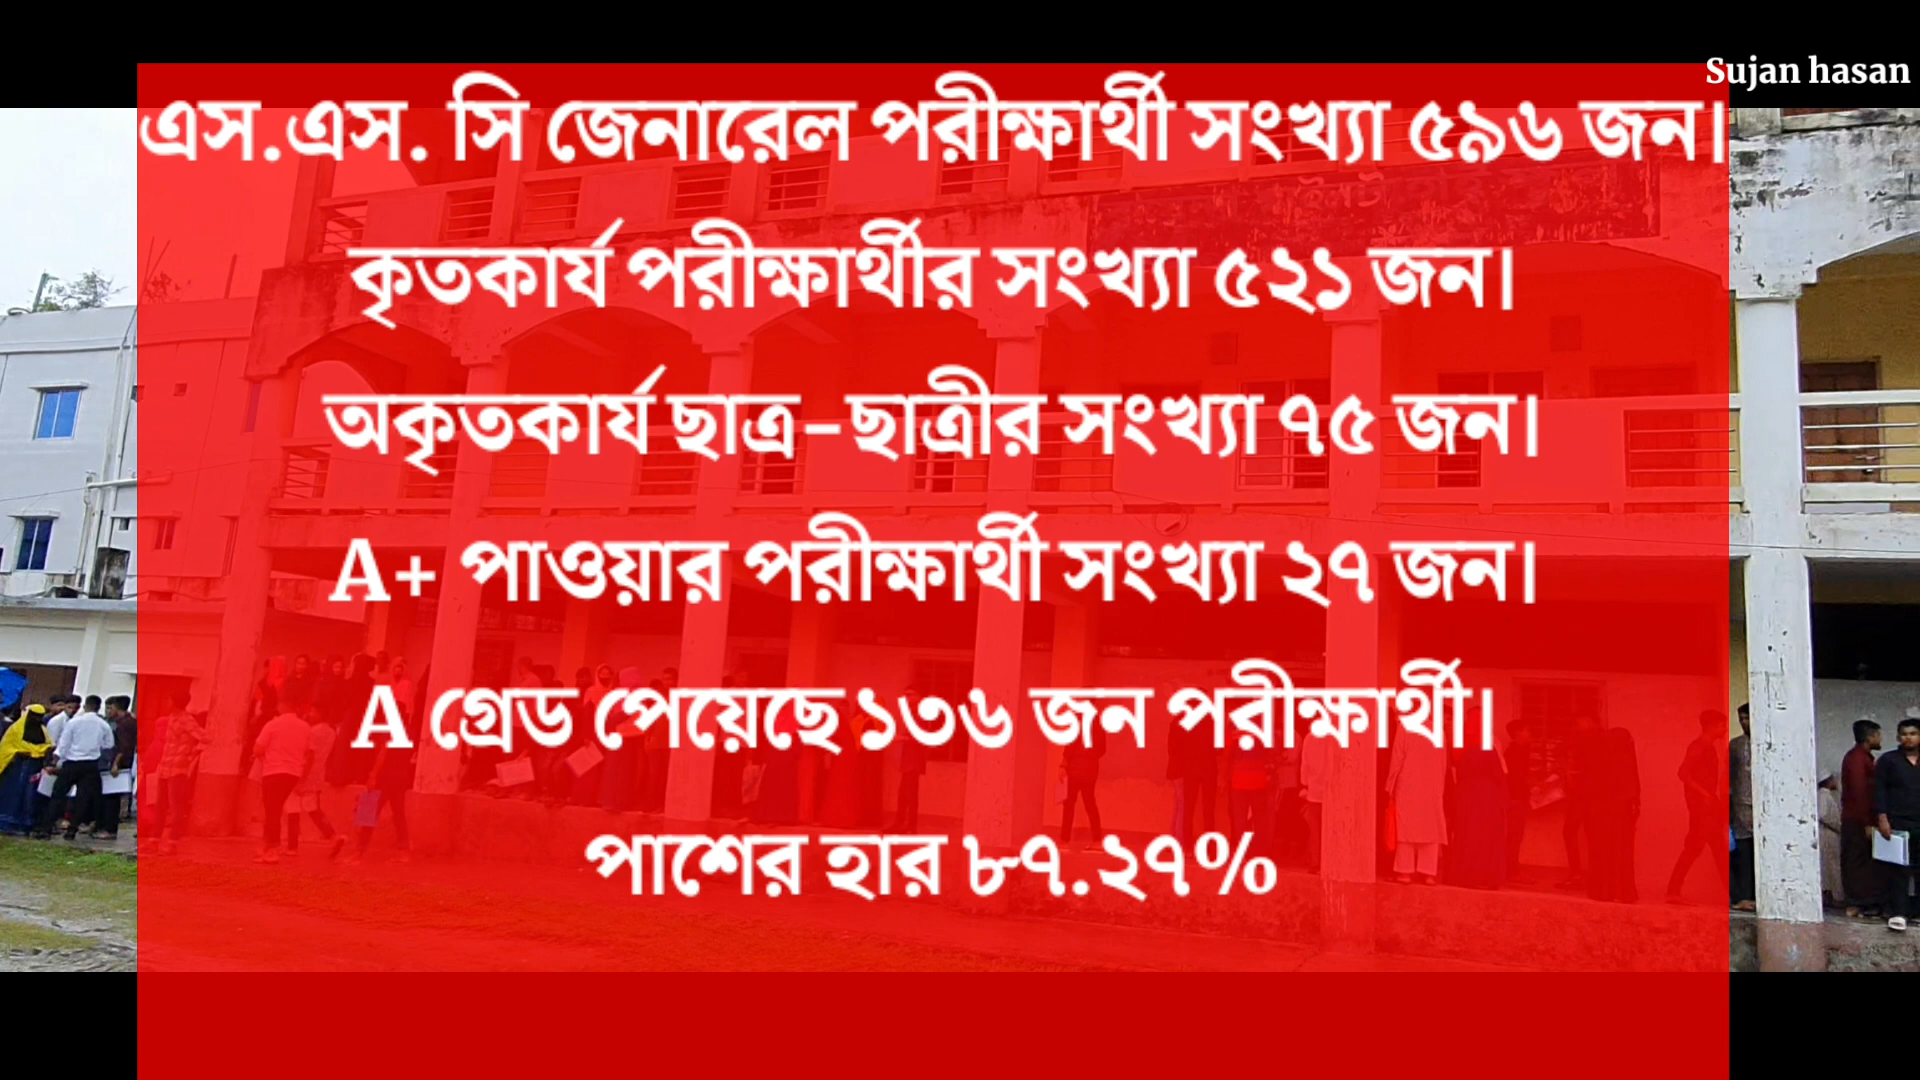 Sujan hasan
এস.এস. সি জেনারেল পরীক্ষার্থী সংখ্যা ৫৯৬ জন।
কৃতকার্য পরীক্ষার্থীর সংখ্যা ৫২১ জন।
অকৃতকার্য ছাত্র-ছাত্রীর সংখ্যা ৭৫ জন।
A+ পাওয়ার পরীক্ষার্থী সংখ্যা ২৭ জন।
A গ্রেড পেয়েছে ১৩৬ জন পরীক্ষার্থী।
পাশের হার ৮৭.২৭%